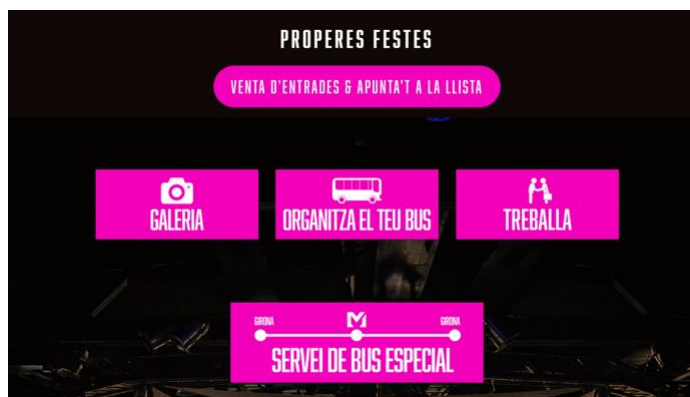 PROPERES FESTES
VENTA D'ENTRADES & APUNTA'T A LA LLISTA
GALERIA
ORGANITZA EL TEU BUS
TREBALLA
GIRONA
GIRONA
SERVEI DE BUS ESPECIAL